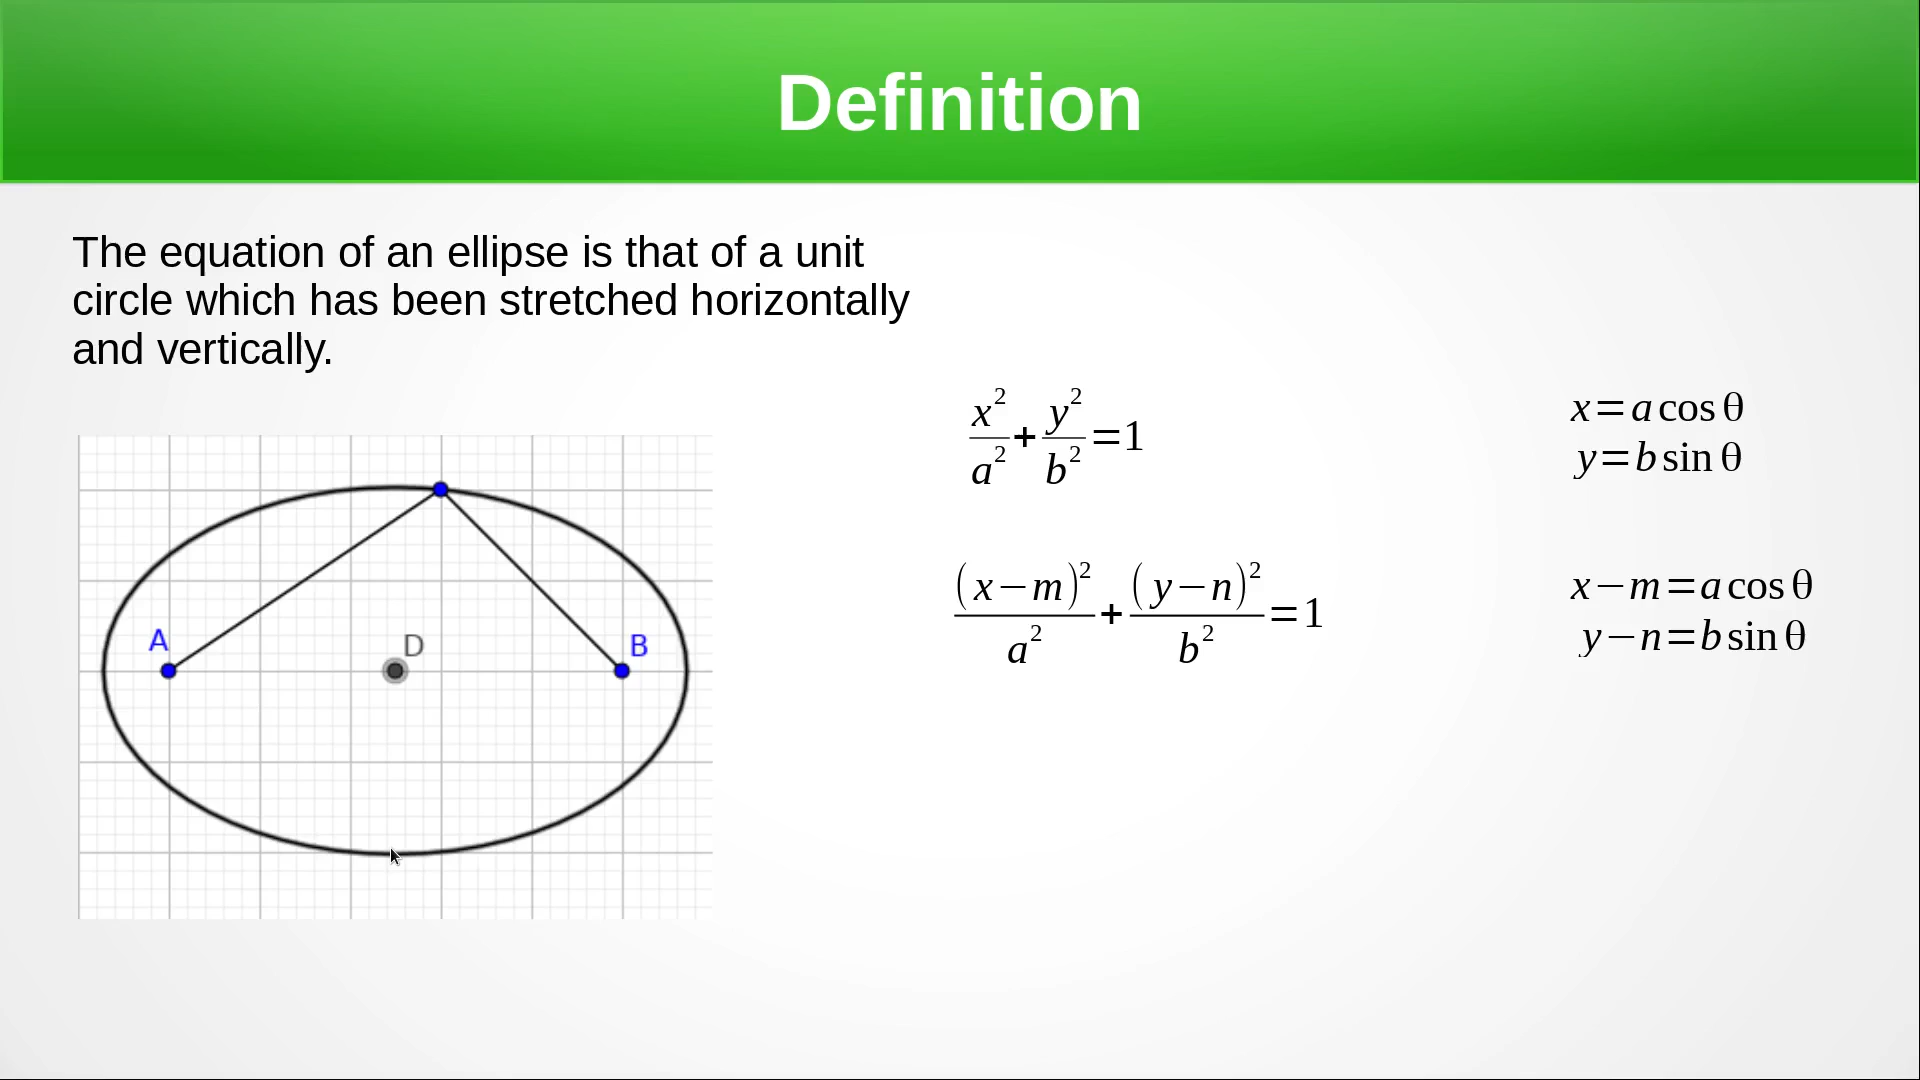 Definition
The equation of an ellipse is that of a unit
circle which has been stretched horizontally
and vertically.
x²/a² + y²/b² = 1
x = a cos θ
y = b sin θ
(x − m)²/a² + (y − n)²/b² = 1
x − m = a cos θ
y − n = b sin θ
A
D
B